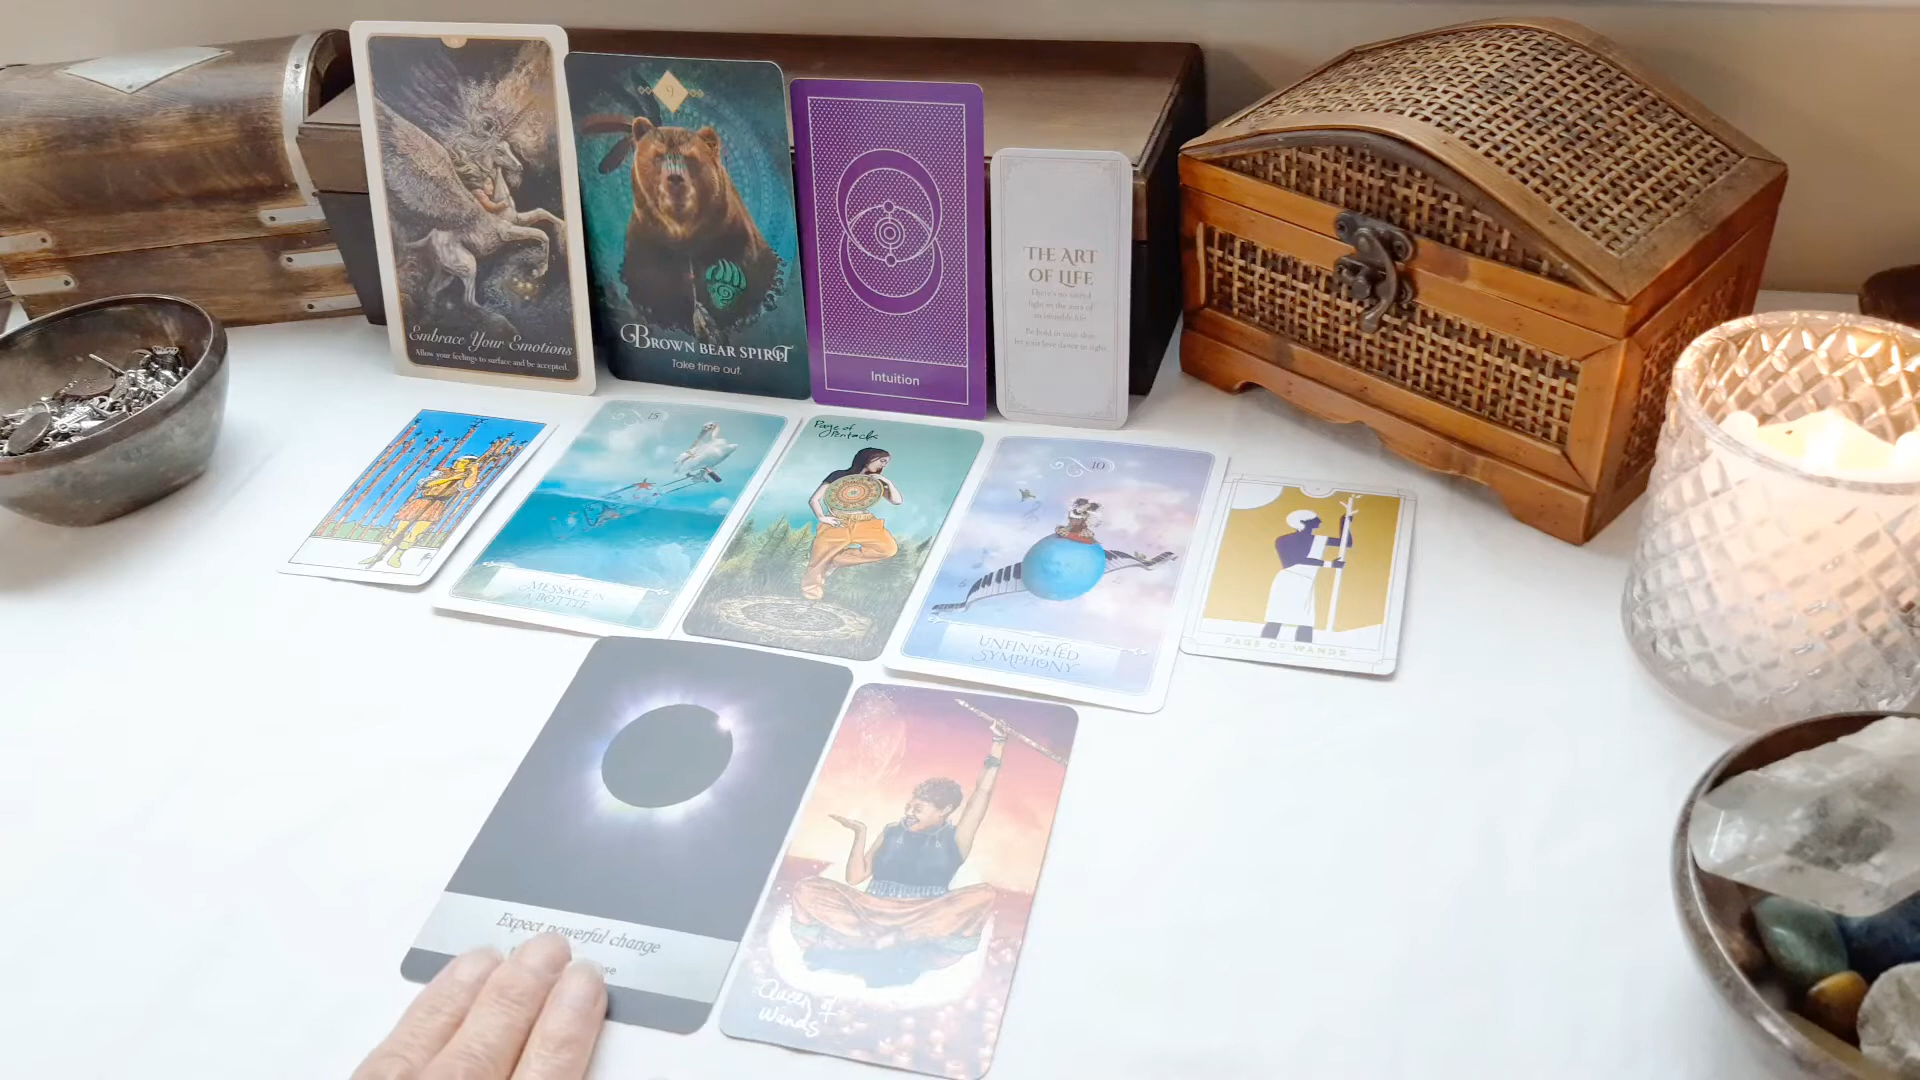 Embrace Your Emotions
Allow your feelings to surface and be accepted.
9
BROWN BEAR SPIRIT
Take time out.
Intuition
THE ART
OF LIFE
15
MESSAGE IN
A BOTTLE
Page of
Pentacles
10
UNFINISHED
SYMPHONY
PAGE OF WANDS
Expect powerful change
Queen of
Wands